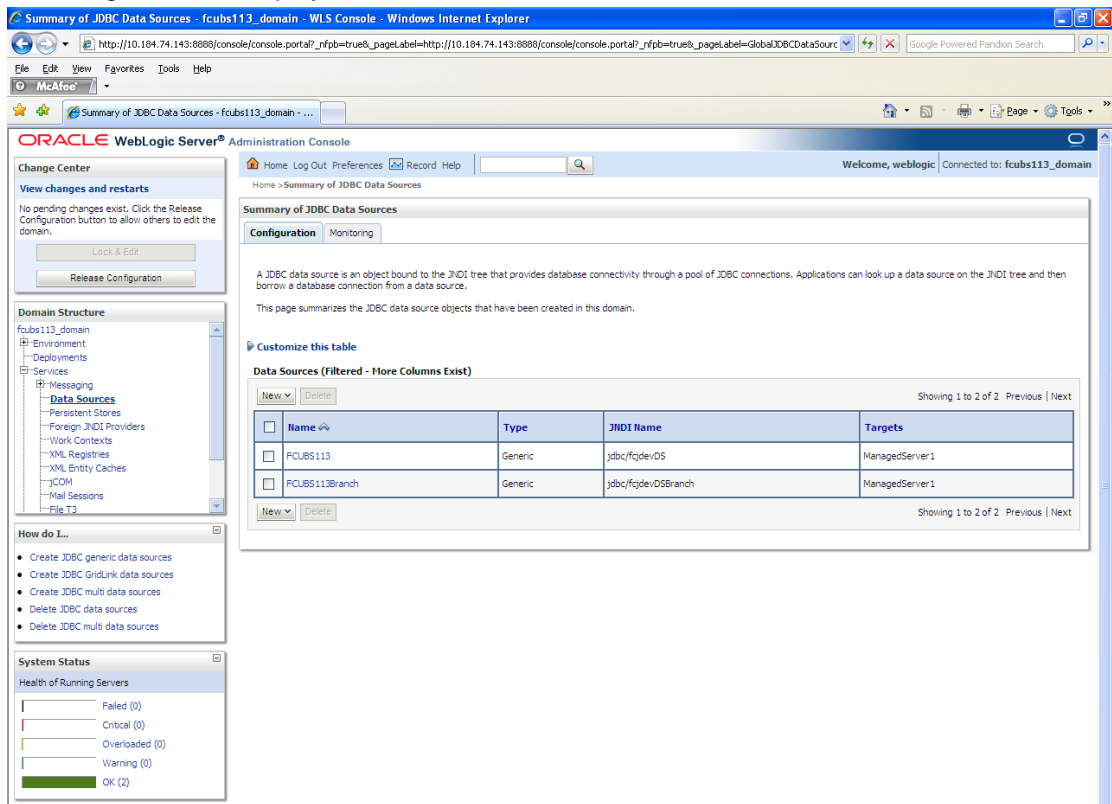 Summary of JDBC Data Sources - fcubs113_domain - WLS Console - Windows Internet Explorer
http://10.184.74.143:8888/console/console.portal?_nfpb=true&_pageLabel=http://10.184.74.143:8888/console/console.portal?_nfpb=true&_pageLabel=GlobalJDBCDataSourc
Google Powered Pandion Search
File Edit View Favorites Tools Help
McAfee
Summary of JDBC Data Sources - fcubs113_domain - ...
Page Tools
ORACLE WebLogic Server® Administration Console
Change Center
View changes and restarts
No pending changes exist. Click the Release
Configuration button to allow others to edit the
domain.
Lock & Edit
Release Configuration
Domain Structure
fcubs113_domain
Environment
Deployments
Services
Messaging
Data Sources
Persistent Stores
Foreign JNDI Providers
Work Contexts
XML Registries
XML Entity Caches
jCOM
Mail Sessions
File T3
How do I...
Create JDBC generic data sources
Create JDBC GridLink data sources
Create JDBC multi data sources
Delete JDBC data sources
Delete JDBC multi data sources
System Status
Health of Running Servers
Failed (0)
Critical (0)
Overloaded (0)
Warning (0)
OK (2)
Home Log Out Preferences Record Help
Welcome, weblogic Connected to: fcubs113_domain
Home >Summary of JDBC Data Sources
Summary of JDBC Data Sources
Configuration Monitoring
A JDBC data source is an object bound to the JNDI tree that provides database connectivity through a pool of JDBC connections. Applications can look up a data source on the JNDI tree and then
borrow a database connection from a data source.
This page summarizes the JDBC data source objects that have been created in this domain.
Customize this table
Data Sources (Filtered - More Columns Exist)
New Delete Showing 1 to 2 of 2 Previous | Next
Name Type JNDI Name Targets
FCUBS113 Generic jdbc/fcjdevDS ManagedServer1
FCUBS113Branch Generic jdbc/fcjdevDSBranch ManagedServer1
New Delete Showing 1 to 2 of 2 Previous | Next